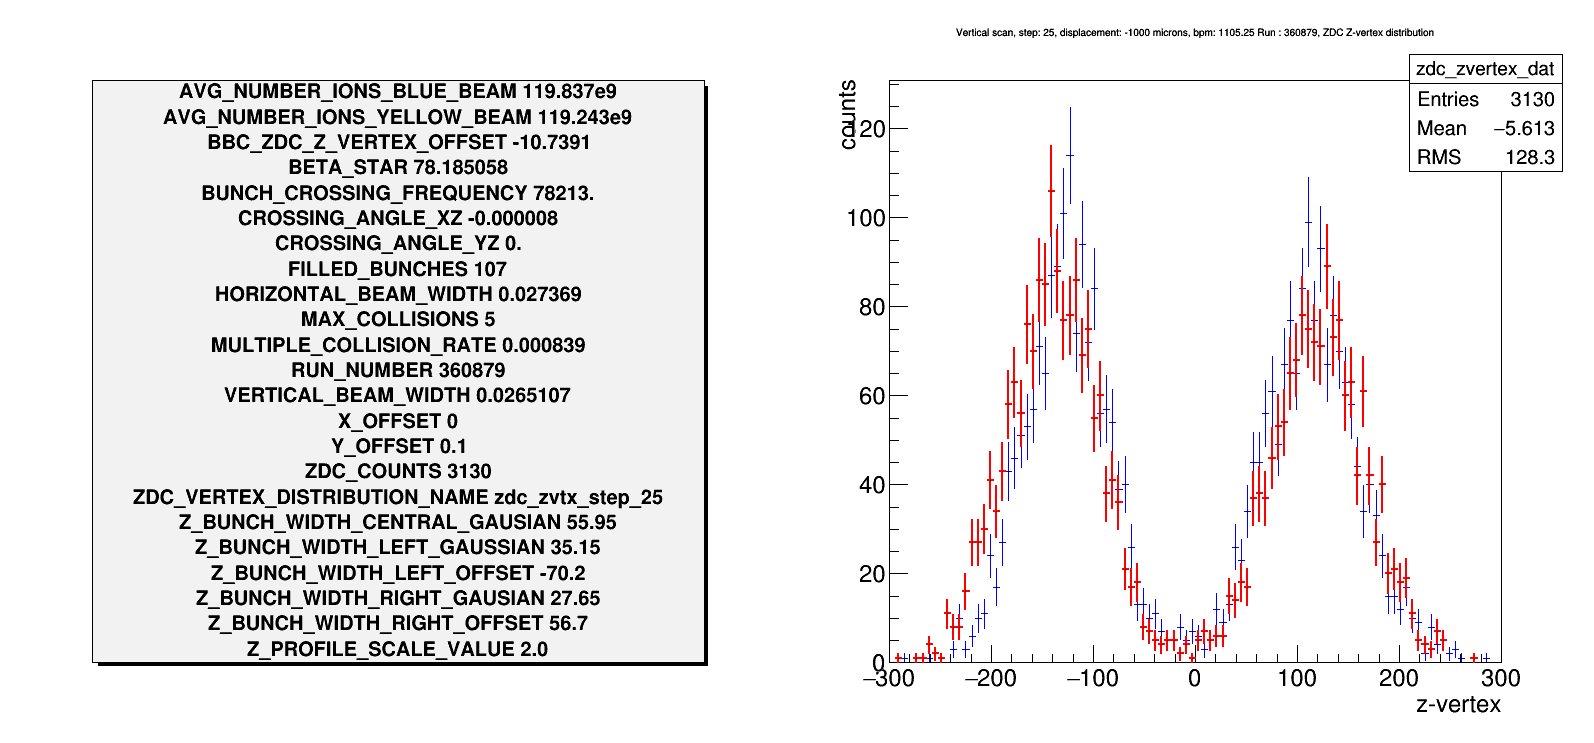 AVG_NUMBER_IONS_BLUE_BEAM 119.837e9
AVG_NUMBER_IONS_YELLOW_BEAM 119.243e9
BBC_ZDC_Z_VERTEX_OFFSET -10.7391
BETA_STAR 78.185058
BUNCH_CROSSING_FREQUENCY 78213.
CROSSING_ANGLE_XZ -0.000008
CROSSING_ANGLE_YZ 0.
FILLED_BUNCHES 107
HORIZONTAL_BEAM_WIDTH 0.027369
MAX_COLLISIONS 5
MULTIPLE_COLLISION_RATE 0.000839
RUN_NUMBER 360879
VERTICAL_BEAM_WIDTH 0.0265107
X_OFFSET 0
Y_OFFSET 0.1
ZDC_COUNTS 3130
ZDC_VERTEX_DISTRIBUTION_NAME zdc_zvtx_step_25
Z_BUNCH_WIDTH_CENTRAL_GAUSIAN 55.95
Z_BUNCH_WIDTH_LEFT_GAUSSIAN 35.15
Z_BUNCH_WIDTH_LEFT_OFFSET -70.2
Z_BUNCH_WIDTH_RIGHT_GAUSIAN 27.65
Z_BUNCH_WIDTH_RIGHT_OFFSET 56.7
Z_PROFILE_SCALE_VALUE 2.0
Vertical scan, step: 25, displacement: -1000 microns, bpm: 1105.25 Run : 360879, ZDC Z-vertex distribution
zdc_zvertex_dat
Entries 3130
Mean −5.613
RMS 128.3
counts
120
100
80
60
40
20
0
−300 −200 −100 0 100 200 300
z-vertex